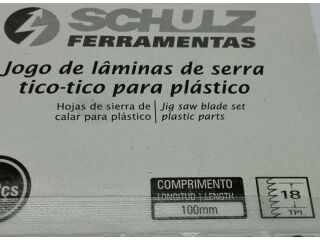 SCHULZ
FERRAMENTAS
Jogo de lâminas de serra
tico-tico para plástico
Hojas de sierra de
calar para plástico
Jig saw blade set
plastic parts
COMPRIMENTO
LONGITUD | LENGTH
100mm
18
TPI